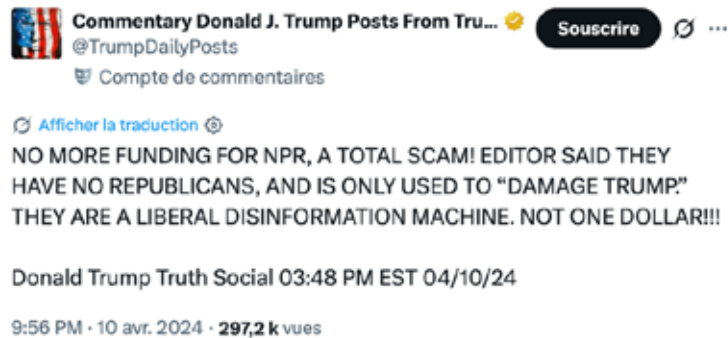 Commentary Donald J. Trump Posts From Tru...
Souscrire
@TrumpDailyPosts
Compte de commentaires
Afficher la traduction
NO MORE FUNDING FOR NPR, A TOTAL SCAM! EDITOR SAID THEY
HAVE NO REPUBLICANS, AND IS ONLY USED TO “DAMAGE TRUMP.”
THEY ARE A LIBERAL DISINFORMATION MACHINE. NOT ONE DOLLAR!!!
Donald Trump Truth Social 03:48 PM EST 04/10/24
9:56 PM · 10 avr. 2024 · 297,2 k vues